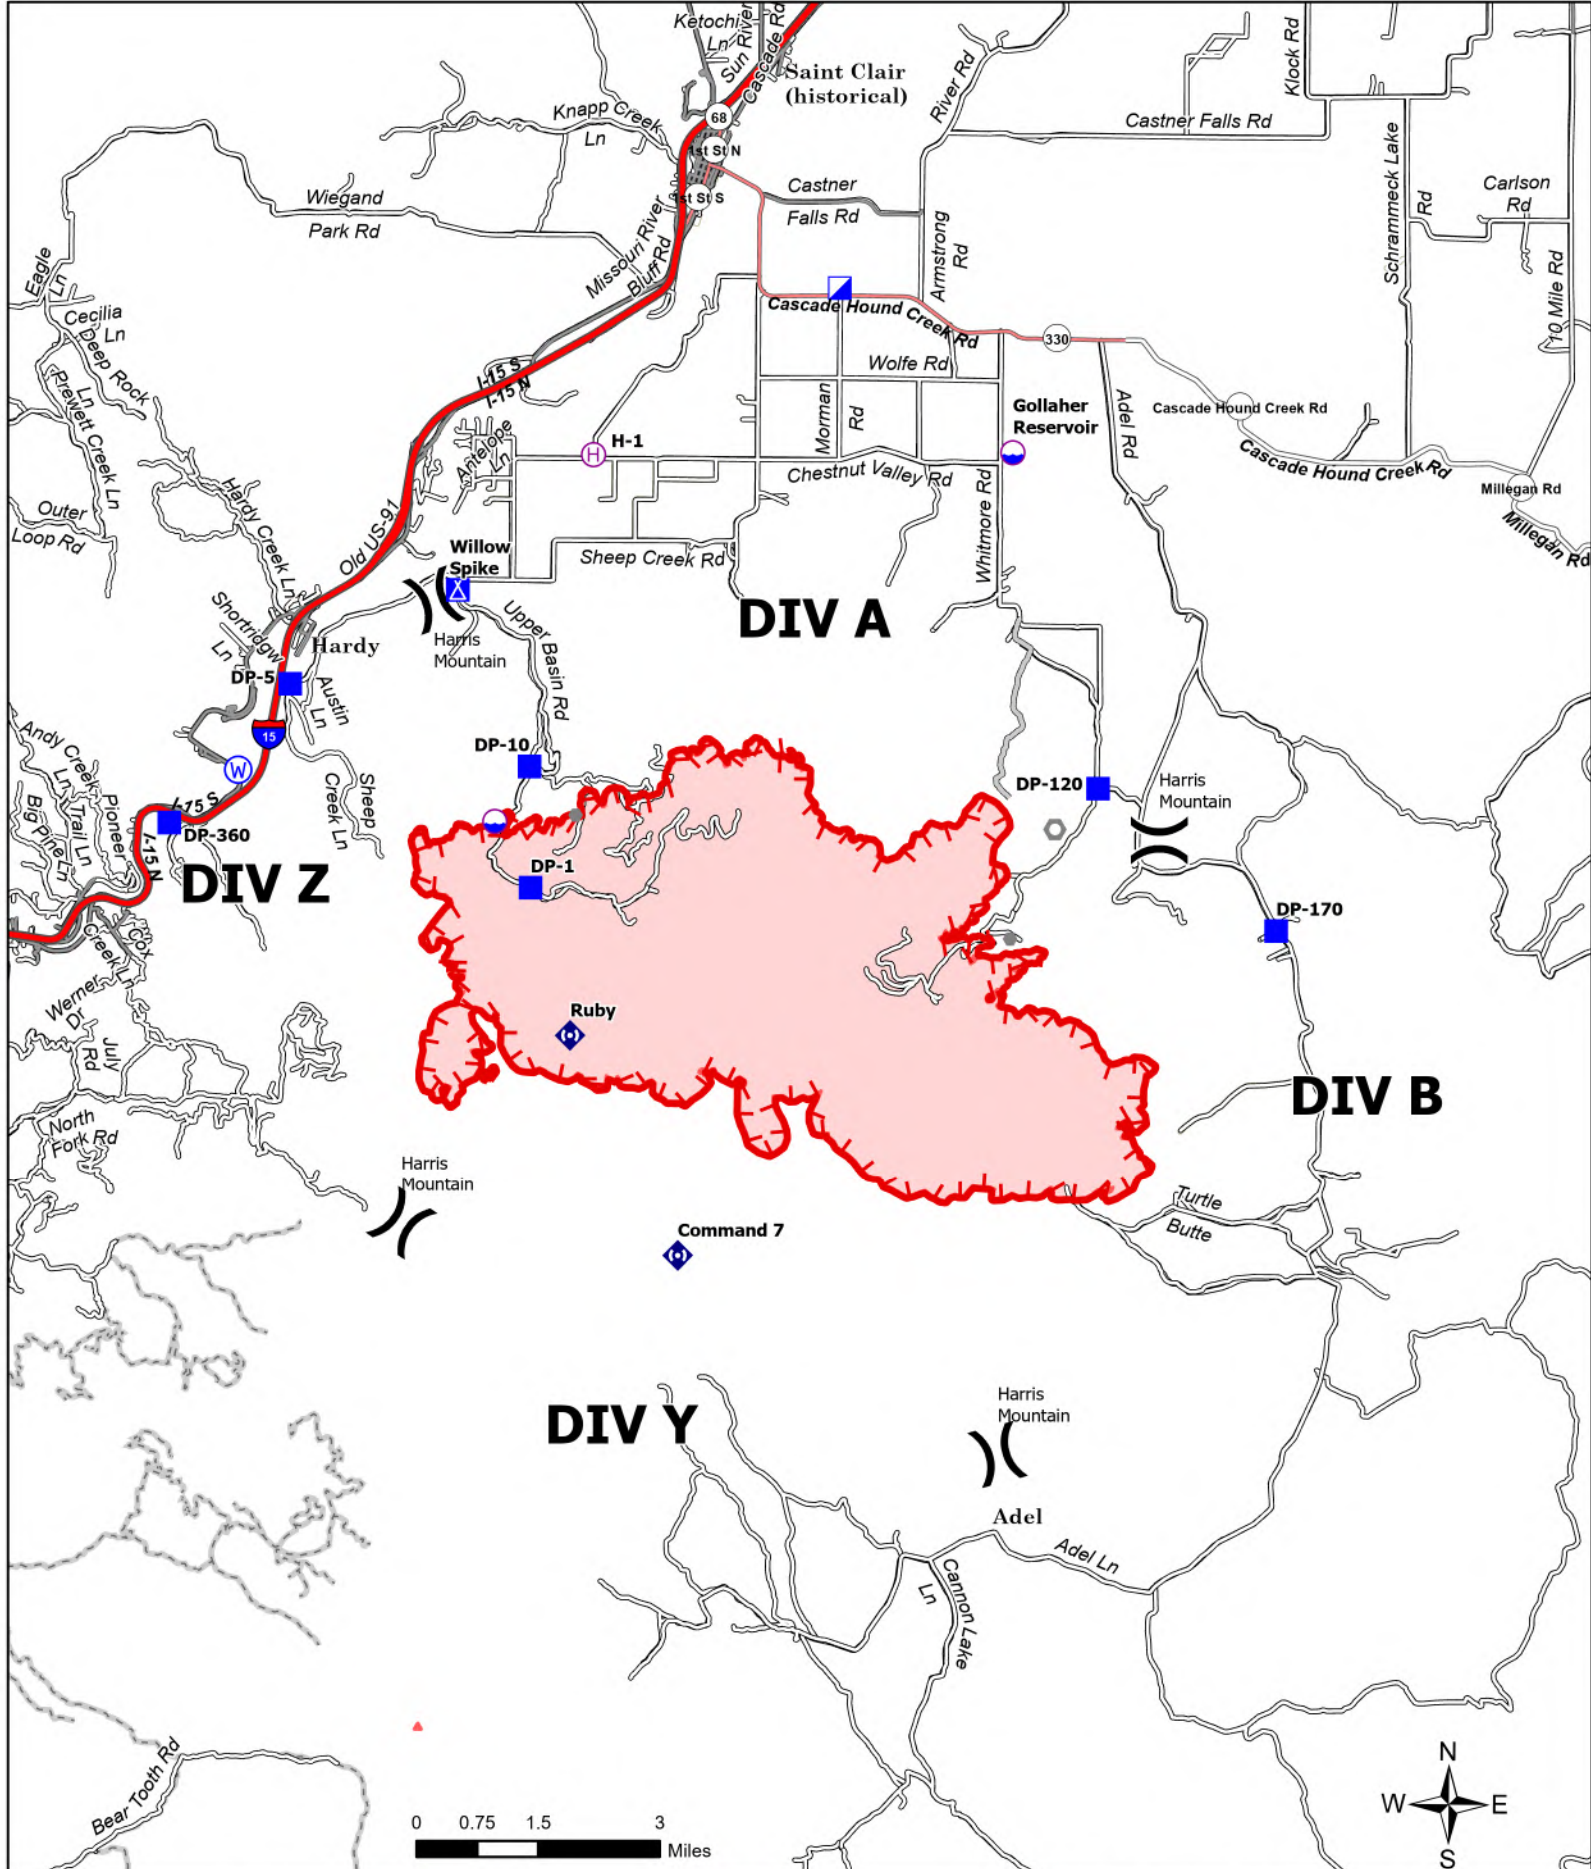 Ketochi
Ln
Sun River
Cascade Rd
Saint Clair
(historical)
River Rd
Klock Rd
Knapp Creek
Ln
68
1st St N
1st St S
Castner Falls Rd
Castner
Falls Rd
Wiegand
Park Rd
Missouri River
Bluff Rd
Armstrong
Rd
Schrammeck Lake
Rd
Carlson
Rd
10 Mile Rd
Eagle
Ln
Cecilia
Ln
Deep Rock
Ln
Prewett Creek Ln
Cascade Hound Creek Rd
330
Wolfe Rd
I-15 S
I-15 N
Morman
Rd
Gollaher
Reservoir
Adel Rd
Cascade Hound Creek Rd
Cascade Hound Creek Rd
Antelope
Ln
H
H-1
Chestnut Valley Rd
Millegan Rd
Millegan Rd
Outer
Loop Rd
Hardy Creek Ln
Old US-91
Willow
Spike
Sheep Creek Rd
Whitmore Rd
DIV A
Shortridgw
Ln
Hardy
Harris
Mountain
Upper Basin Rd
DP-5
Austin
Ln
15
Andy Creek
Ln
Trail Ln
Big Pine Ln
Pioneer
W
I-15 S
I-15 N
DP-360
Sheep
Creek Ln
DP-10
DP-120
Harris
Mountain
DIV Z
DP-1
DP-170
Cox
Creek Ln
Werner
Dr
July
Rd
Ruby
DIV B
North
Fork Rd
Harris
Mountain
Turtle
Butte
Command 7
DIV Y
Harris
Mountain
Adel
Adel Ln
Cannon Lake
Ln
Bear Tooth Rd
0 0.75 1.5 3
Miles
N
W E
S